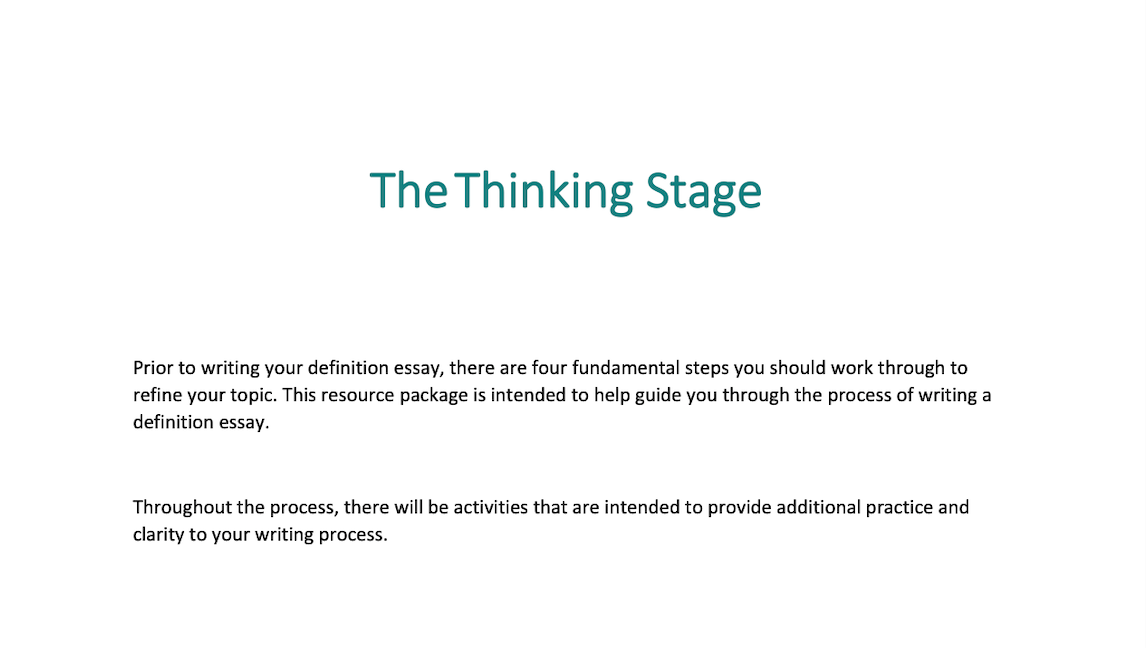 The Thinking Stage
Prior to writing your definition essay, there are four fundamental steps you should work through to
refine your topic. This resource package is intended to help guide you through the process of writing a
definition essay.
Throughout the process, there will be activities that are intended to provide additional practice and
clarity to your writing process.